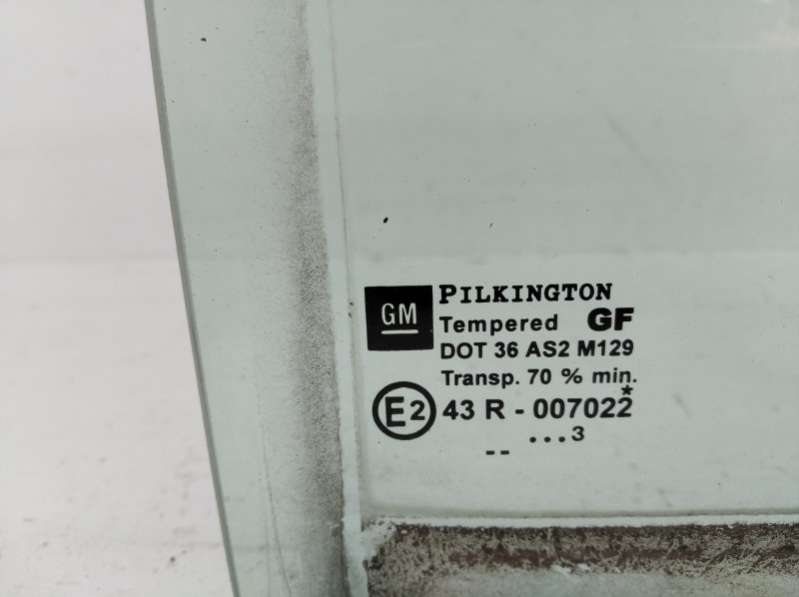 GM
PILKINGTON
Tempered GF
DOT 36 AS2 M129
Transp. 70 % min.
E2 43 R - 007022
*
-- ...3